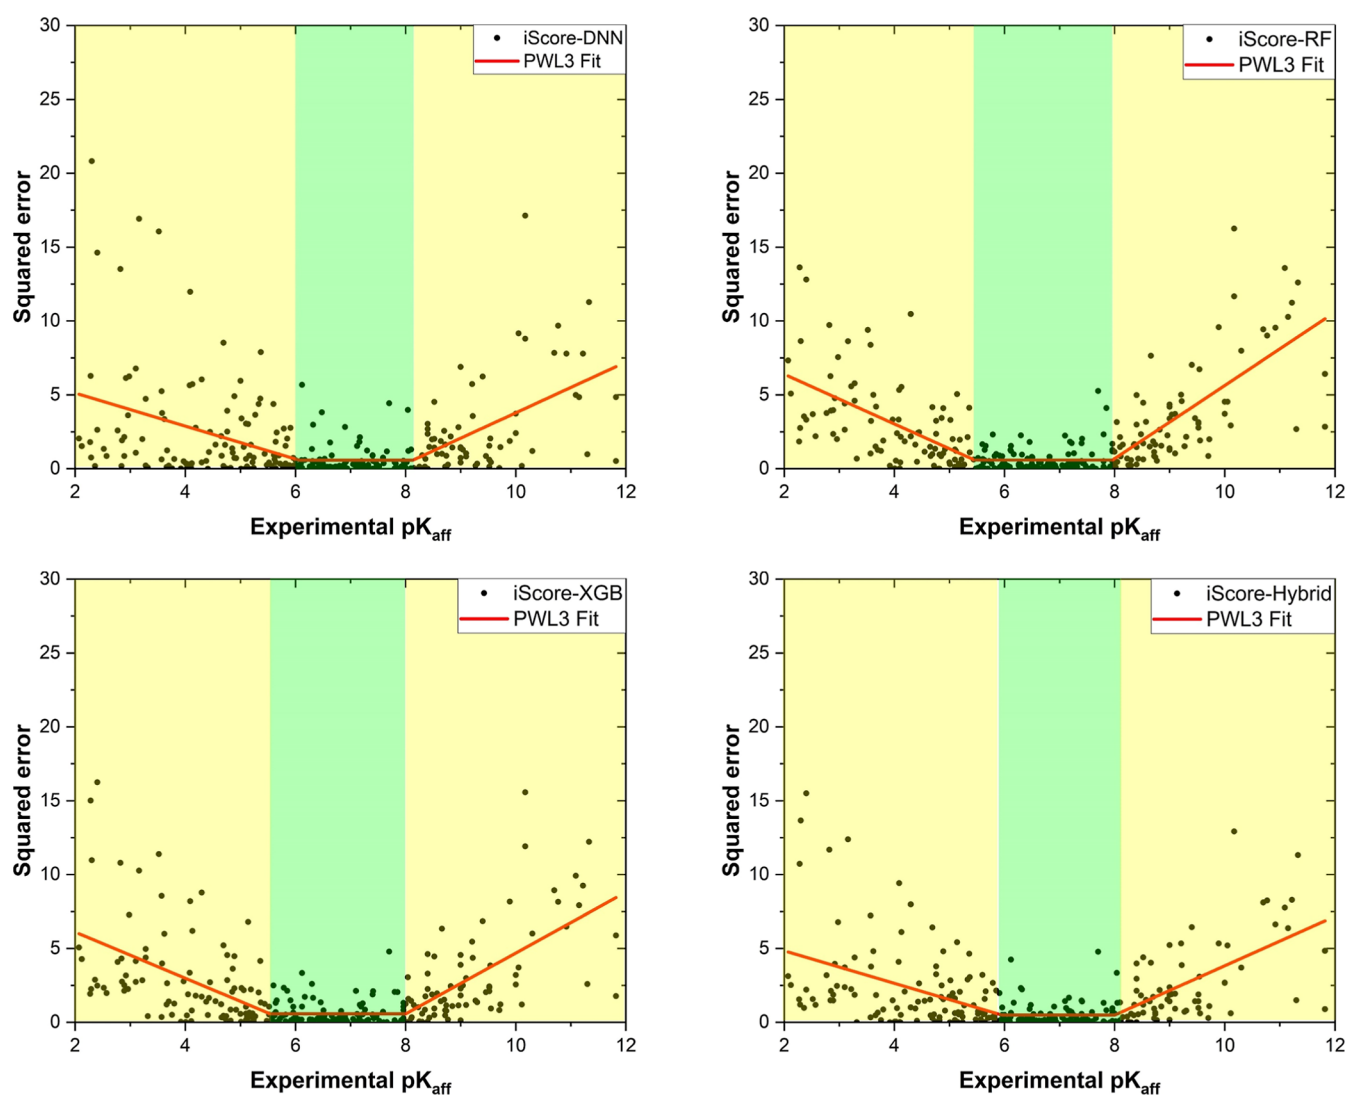 30
25
20
15
10
5
0
Squared error
iScore-DNN
PWL3 Fit
2 4 6 8 10 12
Experimental pKaff
30
25
20
15
10
5
0
Squared error
iScore-RF
PWL3 Fit
2 4 6 8 10 12
Experimental pKaff
30
25
20
15
10
5
0
Squared error
iScore-XGB
PWL3 Fit
2 4 6 8 10 12
Experimental pKaff
30
25
20
15
10
5
0
Squared error
iScore-Hybrid
PWL3 Fit
2 4 6 8 10 12
Experimental pKaff